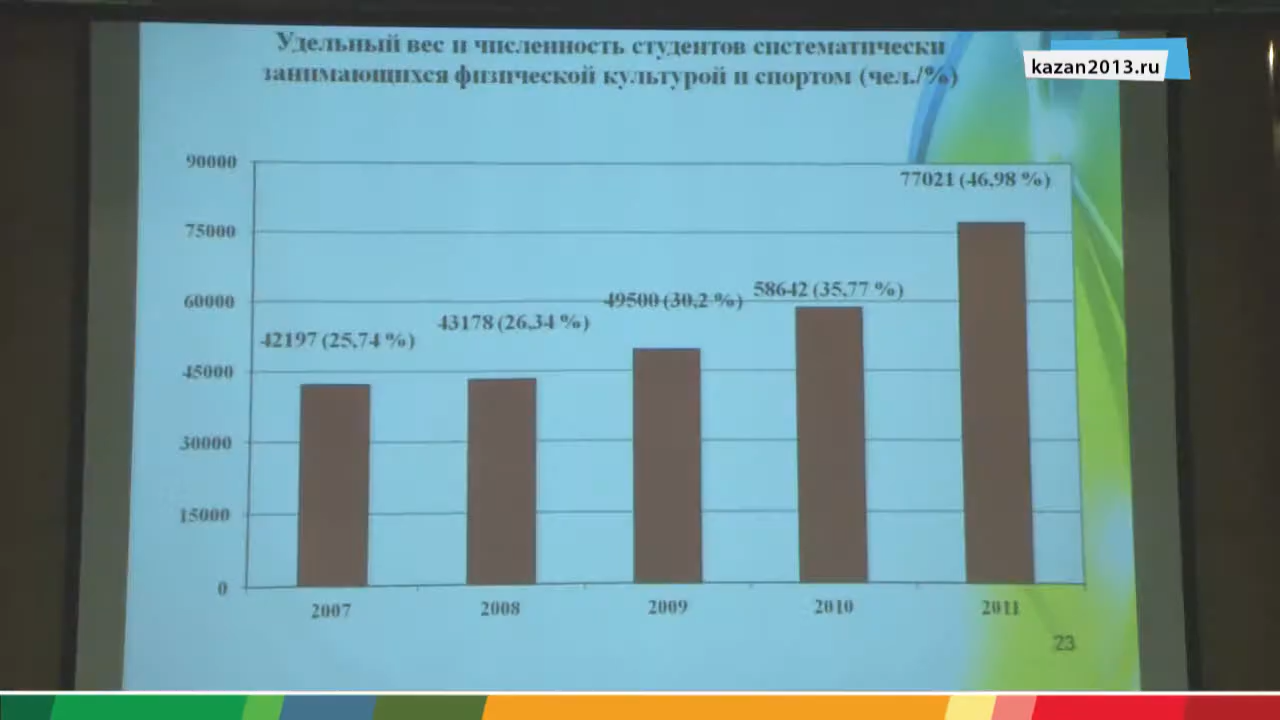 Удельный вес и численность студентов систематически
занимающихся физической культурой и спортом (чел./%)
kazan2013.ru
90000
77021 (46,98 %)
75000
60000
49500 (30,2 %)
58642 (35,77 %)
43178 (26,34 %)
42197 (25,74 %)
45000
30000
15000
0
2007
2008
2009
2010
2011
23